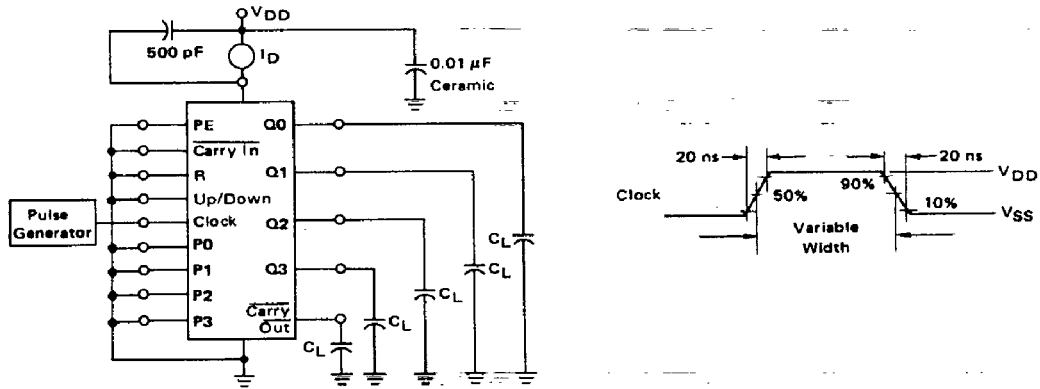 VDD
500 pF
ID
0.01 µF
Ceramic
PE
Carry In
R
Up/Down
Clock
P0
P1
P2
P3
Q0
Q1
Q2
Q3
Carry
Out
Pulse
Generator
CL
CL
CL
CL
CL
20 ns
20 ns
VDD
Clock
50%
90%
10%
VSS
Variable
Width